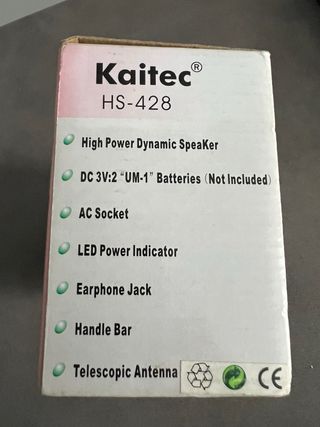 Kaitec®
HS-428
High Power Dynamic SpeaKer
DC 3V:2 "UM-1" Batteries (Not Included)
AC Socket
LED Power Indicator
Earphone Jack
Handle Bar
Telescopic Antenna
CE